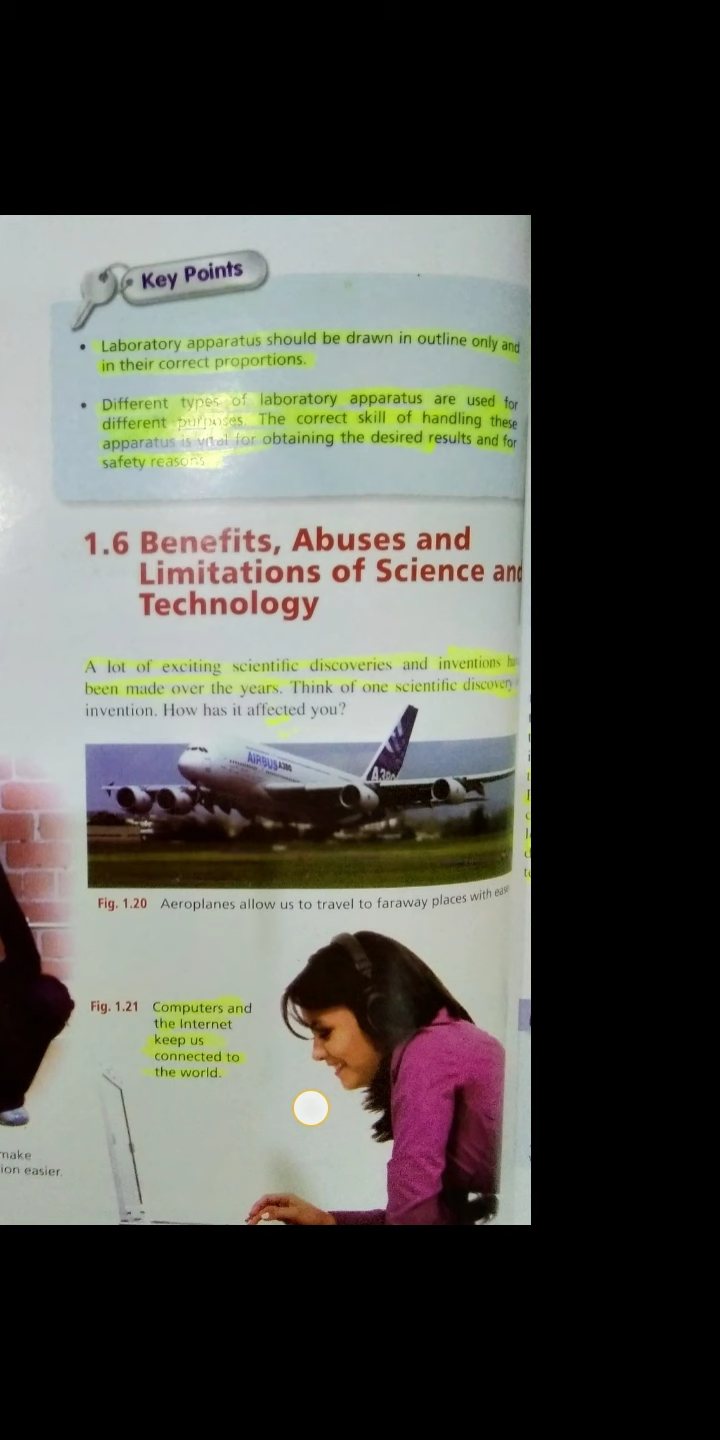 Key Points
• Laboratory apparatus should be drawn in outline only and
in their correct proportions.
• Different types of laboratory apparatus are used for
different purposes. The correct skill of handling these
apparatus is vital for obtaining the desired results and for
safety reasons.
1.6 Benefits, Abuses and
Limitations of Science and
Technology
A lot of exciting scientific discoveries and inventions
been made over the years. Think of one scientific discovery
invention. How has it affected you?
AIRBUS A380
A380
Fig. 1.20 Aeroplanes allow us to travel to faraway places with ease
Fig. 1.21 Computers and
the Internet
keep us
connected to
the world.
make
ion easier.